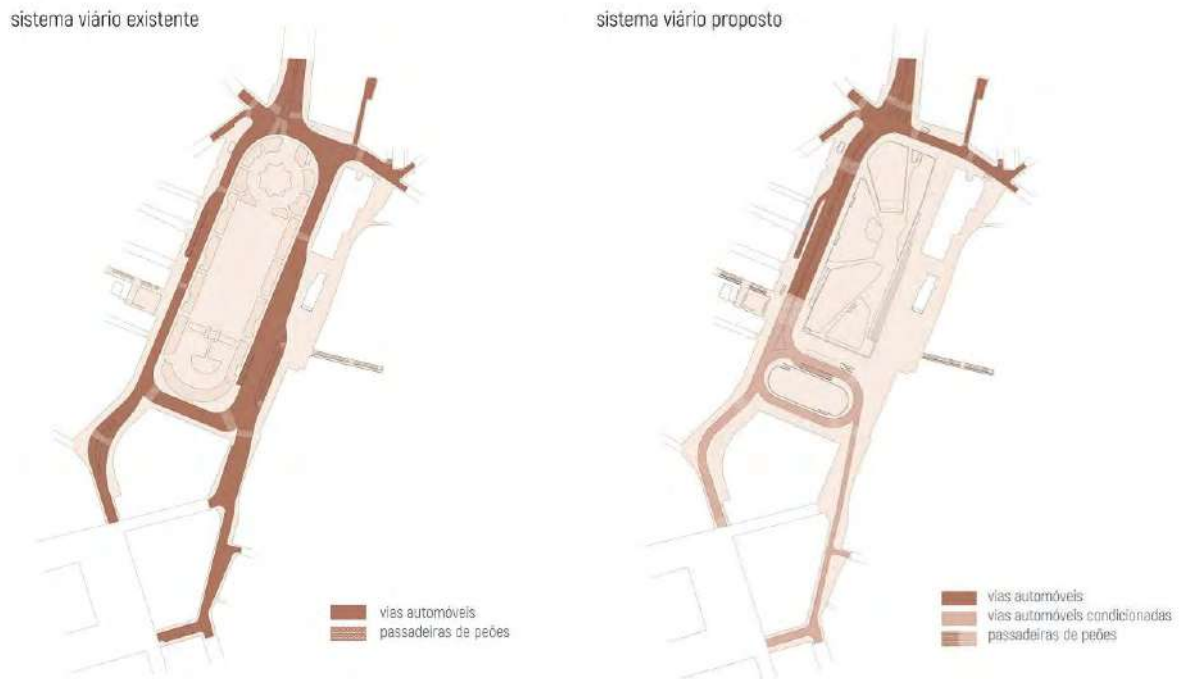 sistema viário existente
sistema viário proposto
vias automóveis
passadeiras de peões
vias automóveis
vias automóveis condicionadas
passadeiras de peões